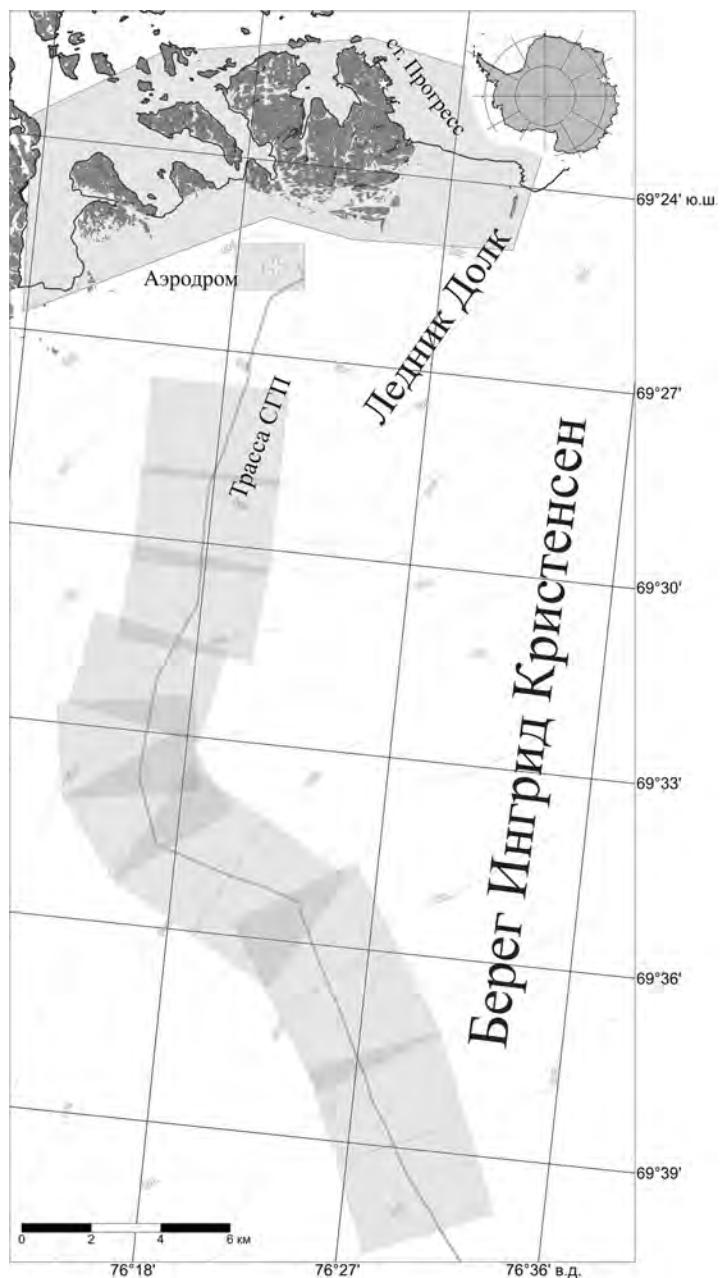 ст. Прогресс
69°24' ю.ш.
Аэродром
Ледник Долк
69°27'
Трасса СГП
Берег Ингрид Кристенсен
69°30'
69°33'
69°36'
69°39'
0 2 4 6 км
76°18' 76°27' 76°36' в.д.